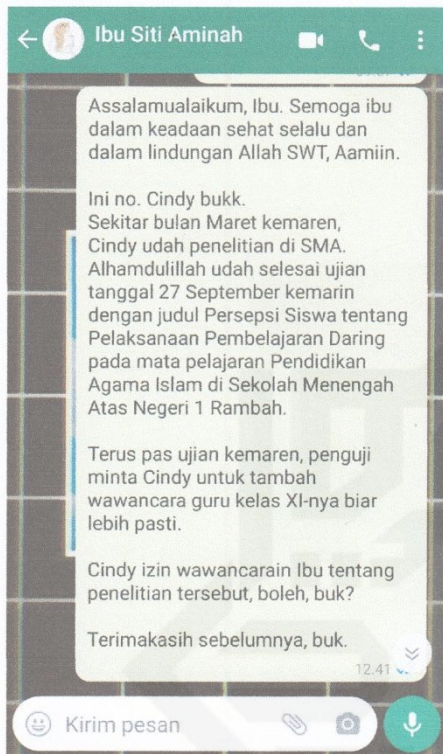 Ibu Siti Aminah
Assalamualaikum, Ibu. Semoga ibu
dalam keadaan sehat selalu dan
dalam lindungan Allah SWT, Aamiin.
Ini no. Cindy bukk.
Sekitar bulan Maret kemaren,
Cindy udah penelitian di SMA.
Alhamdulillah udah selesai ujian
tanggal 27 September kemarin
dengan judul Persepsi Siswa tentang
Pelaksanaan Pembelajaran Daring
pada mata pelajaran Pendidikan
Agama Islam di Sekolah Menengah
Atas Negeri 1 Rambah.
Terus pas ujian kemaren, penguji
minta Cindy untuk tambah
wawancara guru kelas XI-nya biar
lebih pasti.
Cindy izin wawancarain Ibu tentang
penelitian tersebut, boleh, buk?
Terimakasih sebelumnya, buk.
12.41
Kirim pesan